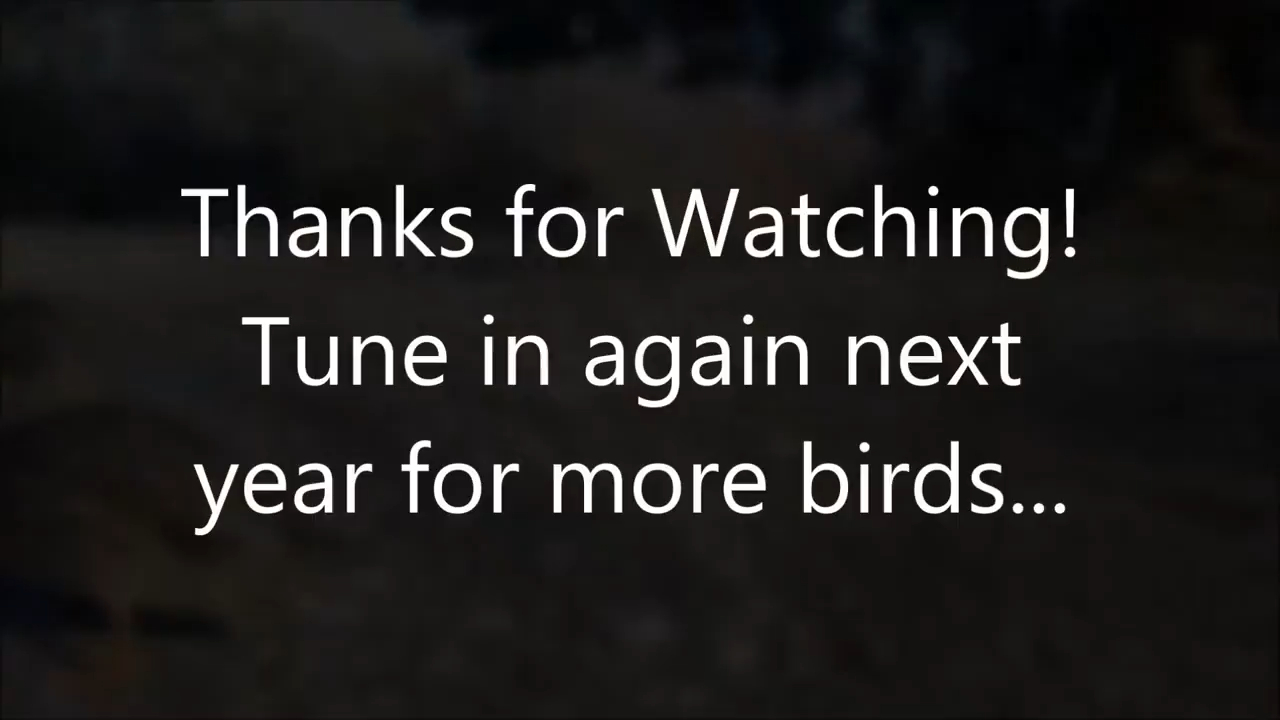 Thanks for Watching!
Tune in again next
year for more birds...